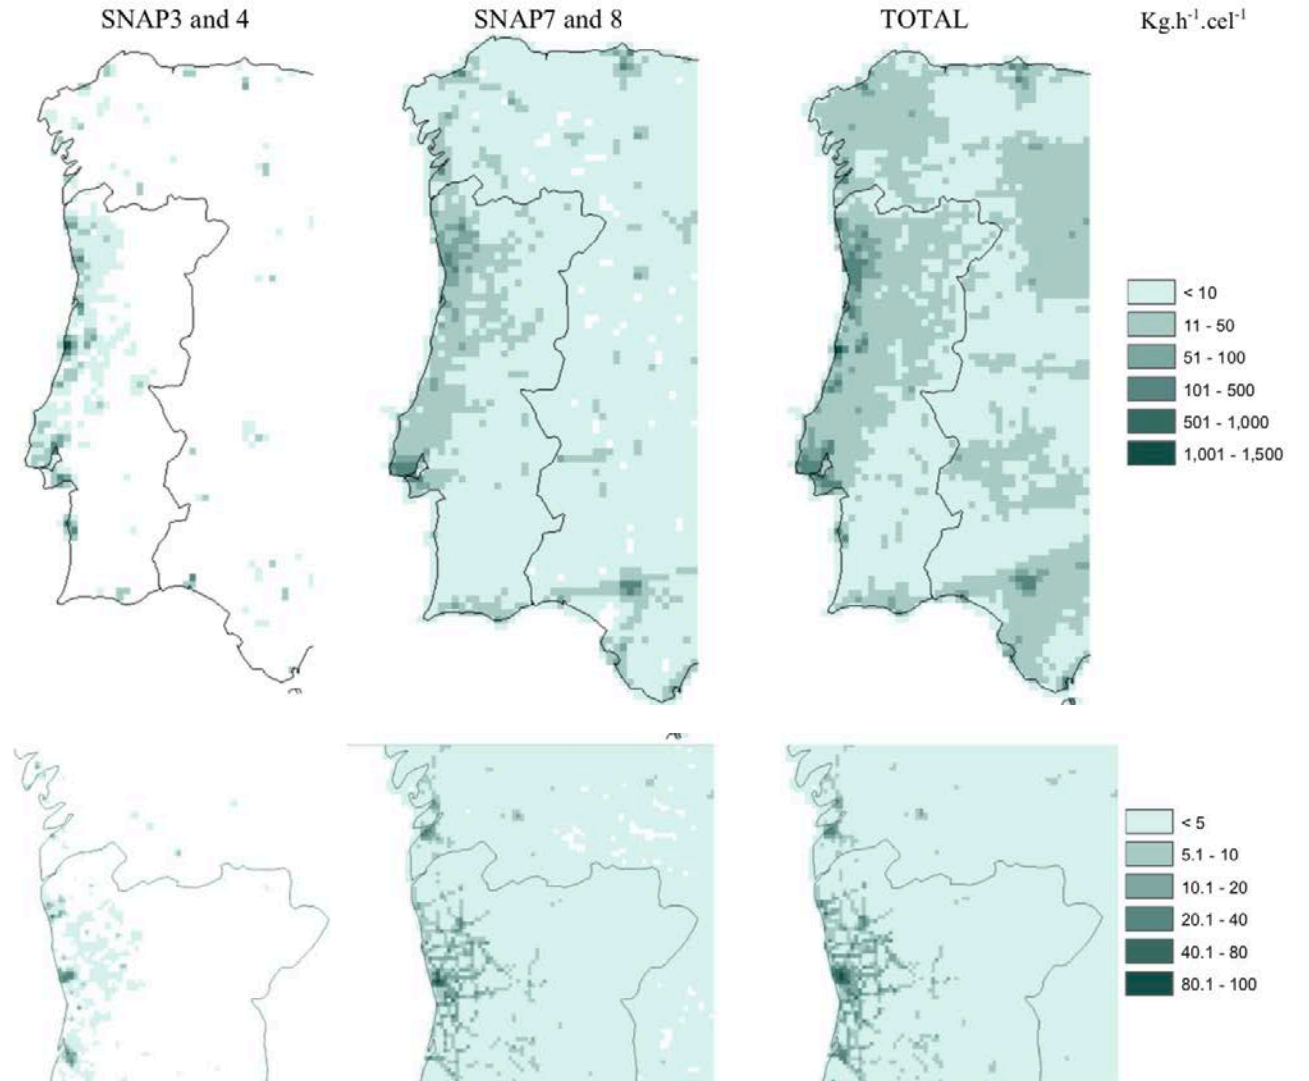 SNAP3 and 4
SNAP7 and 8
TOTAL
Kg.h⁻¹.cel⁻¹
< 10
11 - 50
51 - 100
101 - 500
501 - 1,000
1,001 - 1,500
< 5
5.1 - 10
10.1 - 20
20.1 - 40
40.1 - 80
80.1 - 100